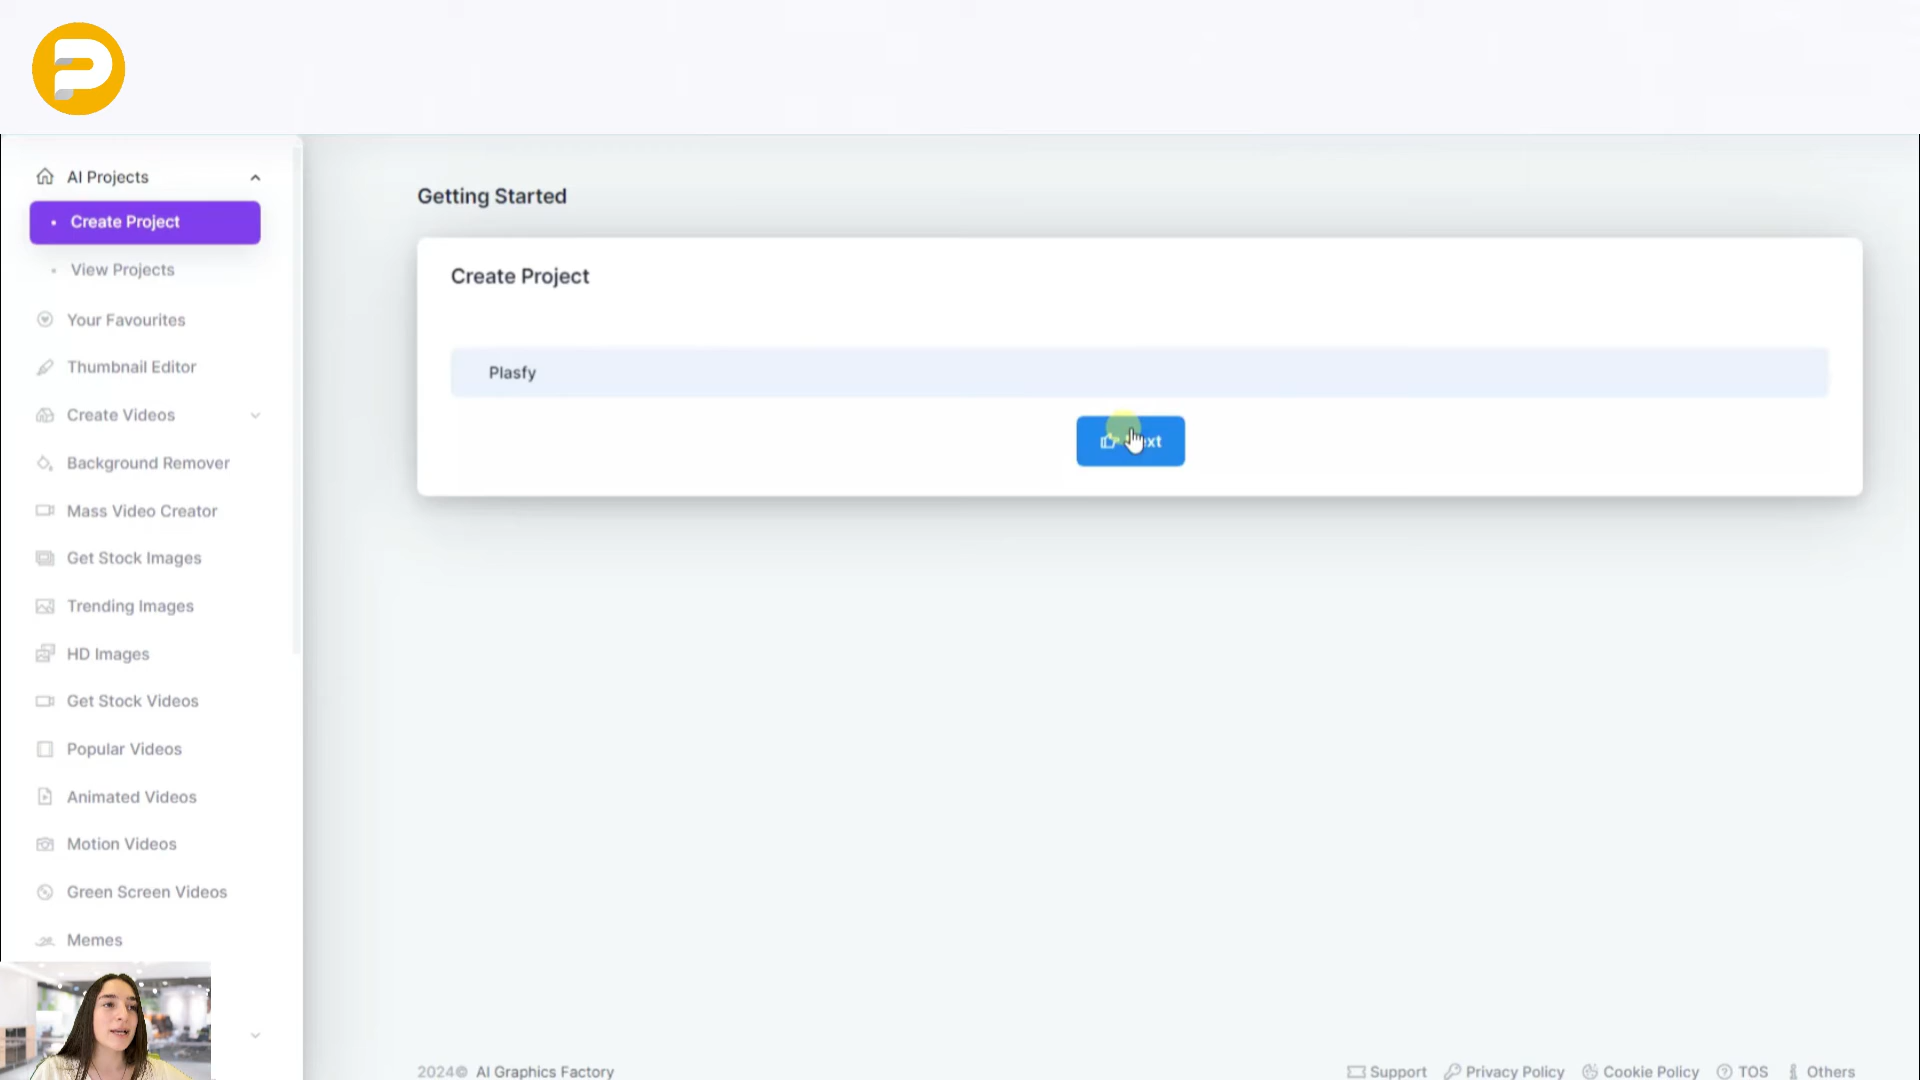 AI Projects
Create Project
View Projects
Your Favourites
Thumbnail Editor
Create Videos
Background Remover
Mass Video Creator
Get Stock Images
Trending Images
HD Images
Get Stock Videos
Popular Videos
Animated Videos
Motion Videos
Green Screen Videos
Memes
Getting Started
Create Project
Plasfy
2024© AI Graphics Factory
Support Privacy Policy Cookie Policy TOS Others